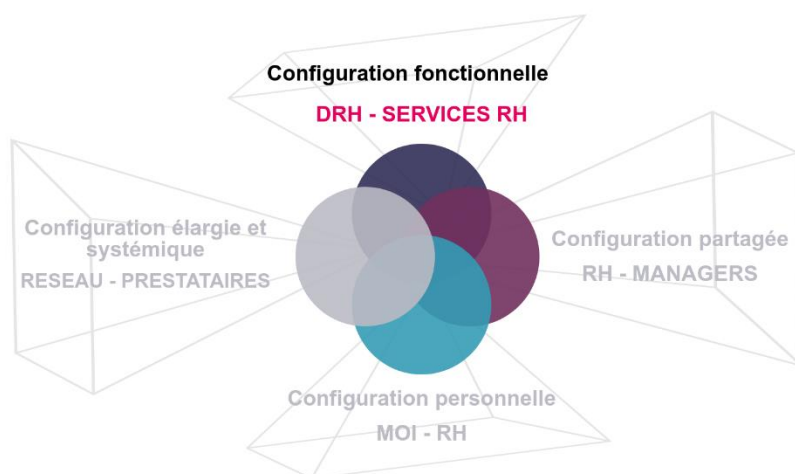 Configuration fonctionnelle
DRH - SERVICES RH
Configuration élargie et
systémique
RESEAU - PRESTATAIRES
Configuration partagée
RH - MANAGERS
Configuration personnelle
MOI - RH